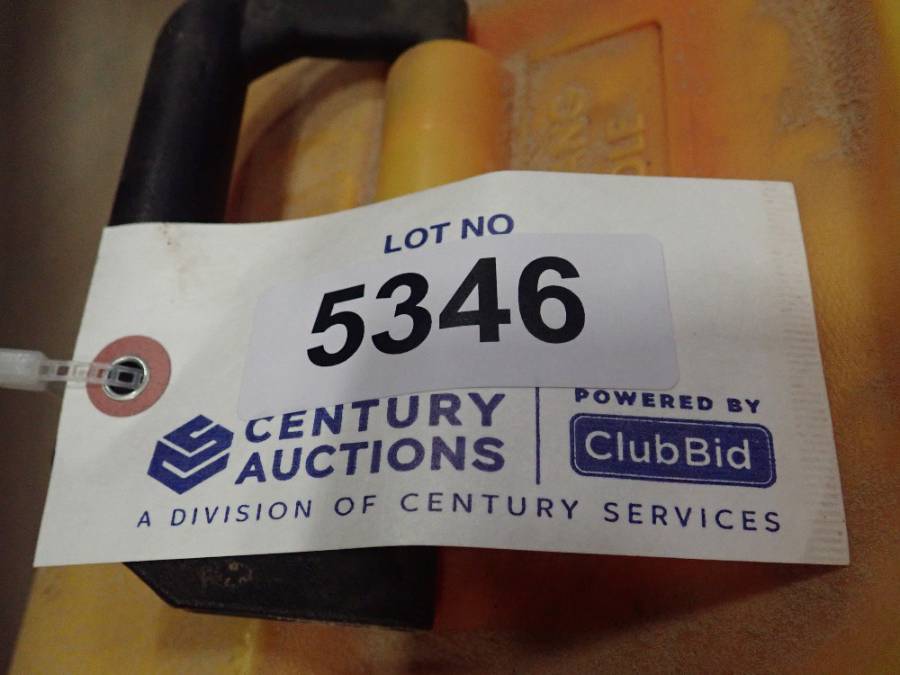 LOT NO
5346
CENTURY
AUCTIONS
POWERED BY
ClubBid
A DIVISION OF CENTURY SERVICES